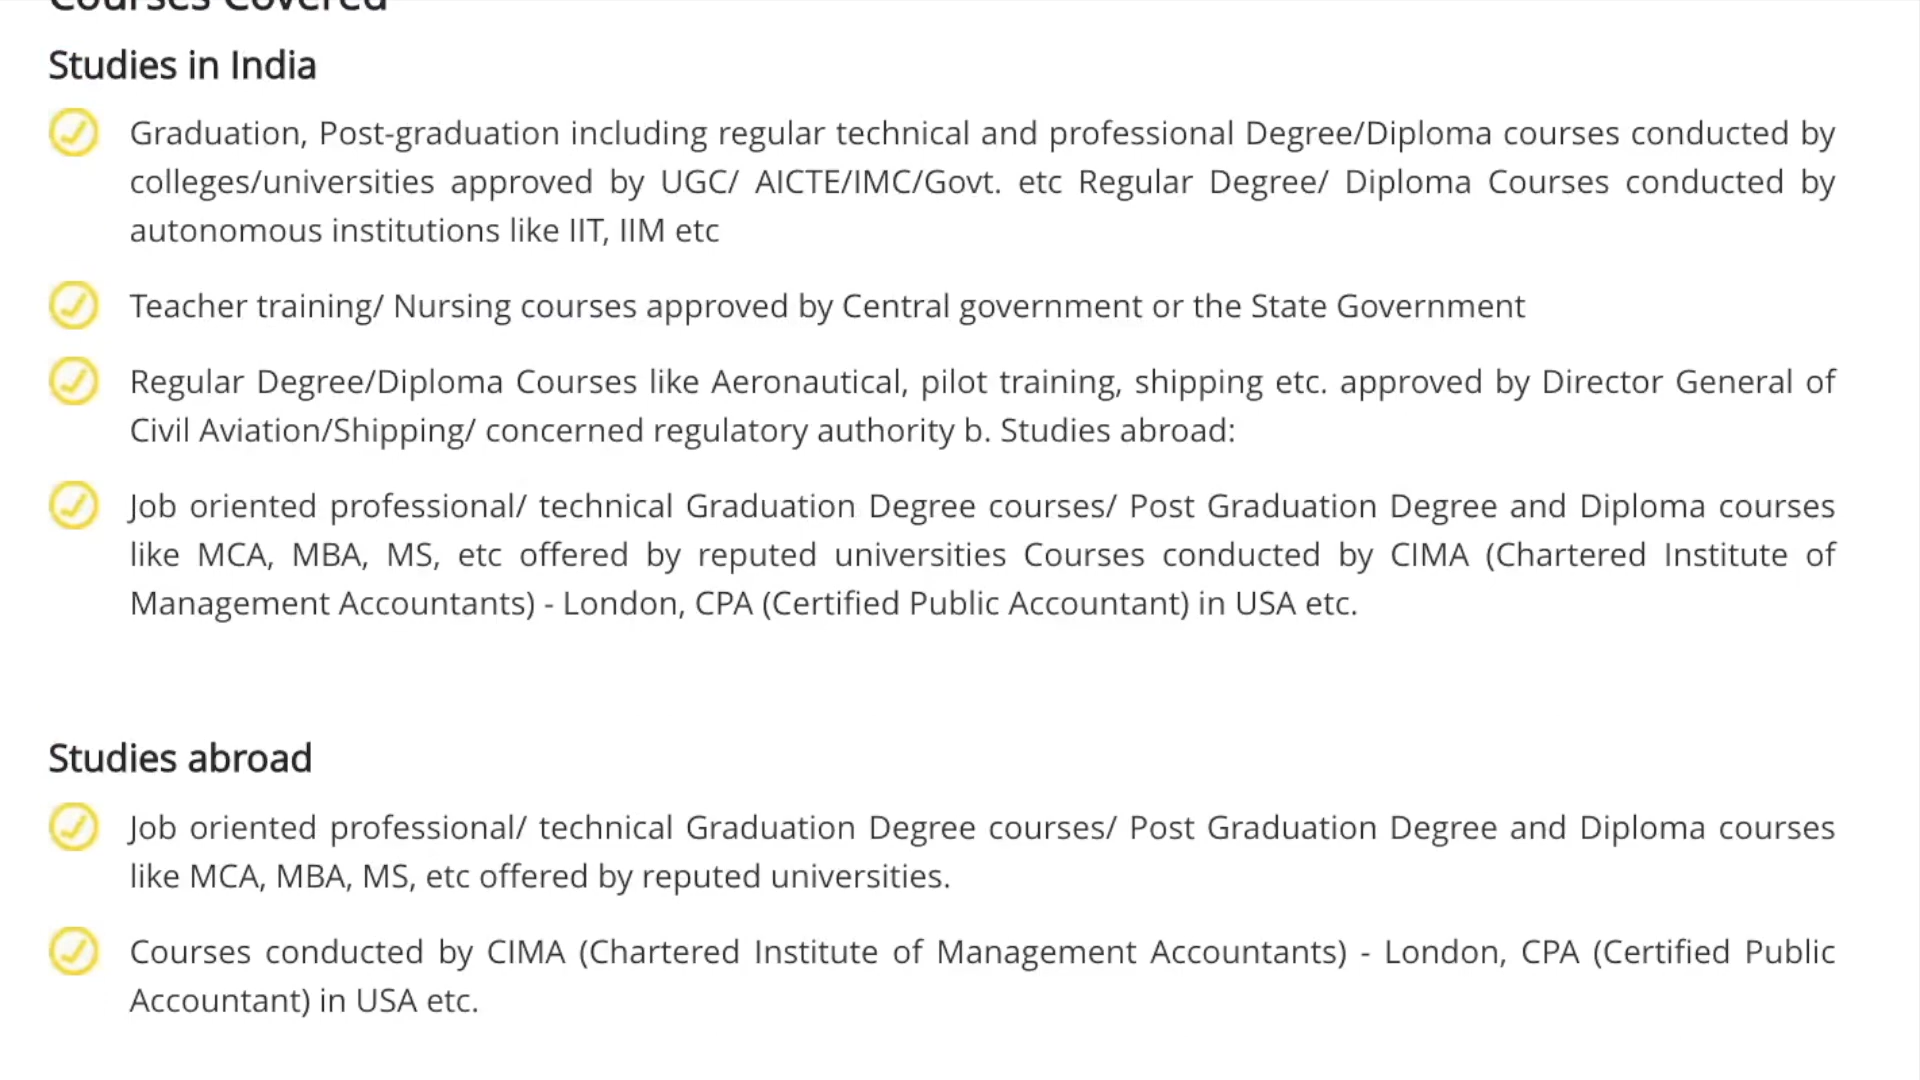 Courses Covered
Studies in India
Graduation, Post-graduation including regular technical and professional Degree/Diploma courses conducted by
colleges/universities approved by UGC/ AICTE/IMC/Govt. etc Regular Degree/ Diploma Courses conducted by
autonomous institutions like IIT, IIM etc
Teacher training/ Nursing courses approved by Central government or the State Government
Regular Degree/Diploma Courses like Aeronautical, pilot training, shipping etc. approved by Director General of
Civil Aviation/Shipping/ concerned regulatory authority b. Studies abroad:
Job oriented professional/ technical Graduation Degree courses/ Post Graduation Degree and Diploma courses
like MCA, MBA, MS, etc offered by reputed universities Courses conducted by CIMA (Chartered Institute of
Management Accountants) - London, CPA (Certified Public Accountant) in USA etc.
Studies abroad
Job oriented professional/ technical Graduation Degree courses/ Post Graduation Degree and Diploma courses
like MCA, MBA, MS, etc offered by reputed universities.
Courses conducted by CIMA (Chartered Institute of Management Accountants) - London, CPA (Certified Public
Accountant) in USA etc.